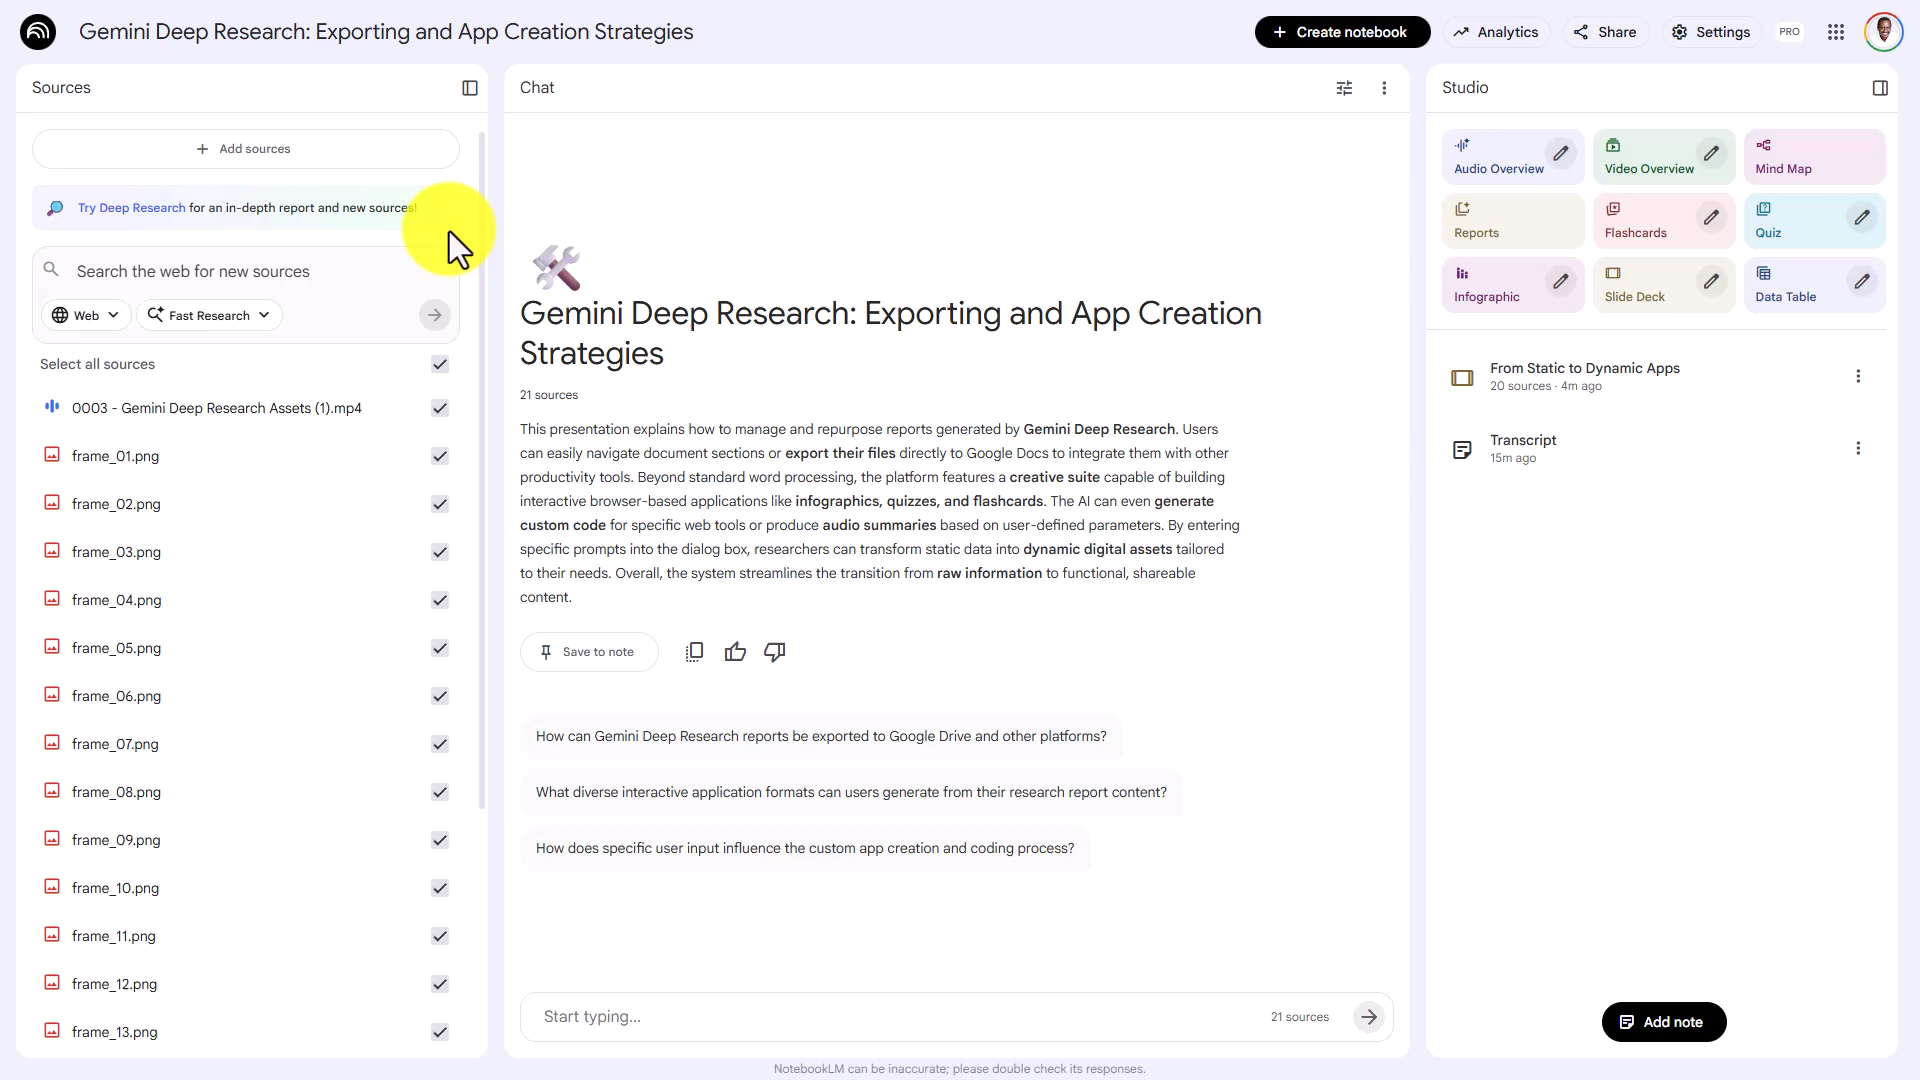 Gemini Deep Research: Exporting and App Creation Strategies
Create notebook
Analytics
Share
Settings
PRO
Sources
Add sources
Try Deep Research for an in-depth report and new sources!
Search the web for new sources
Web
Fast Research
Select all sources
0003 - Gemini Deep Research Assets (1).mp4
frame_01.png
frame_02.png
frame_03.png
frame_04.png
frame_05.png
frame_06.png
frame_07.png
frame_08.png
frame_09.png
frame_10.png
frame_11.png
frame_12.png
frame_13.png
Chat
Gemini Deep Research: Exporting and App Creation
Strategies
21 sources
This presentation explains how to manage and repurpose reports generated by Gemini Deep Research. Users
can easily navigate document sections or export their files directly to Google Docs to integrate them with other
productivity tools. Beyond standard word processing, the platform features a creative suite capable of building
interactive browser-based applications like infographics, quizzes, and flashcards. The AI can even generate
custom code for specific web tools or produce audio summaries based on user-defined parameters. By entering
specific prompts into the dialog box, researchers can transform static data into dynamic digital assets tailored
to their needs. Overall, the system streamlines the transition from raw information to functional, shareable
content.
Save to note
How can Gemini Deep Research reports be exported to Google Drive and other platforms?
What diverse interactive application formats can users generate from their research report content?
How does specific user input influence the custom app creation and coding process?
Start typing...
21 sources
NotebookLM can be inaccurate; please double check its responses.
Studio
Audio Overview
Video Overview
Mind Map
Reports
Flashcards
Quiz
Infographic
Slide Deck
Data Table
From Static to Dynamic Apps
20 sources · 4m ago
Transcript
15m ago
Add note